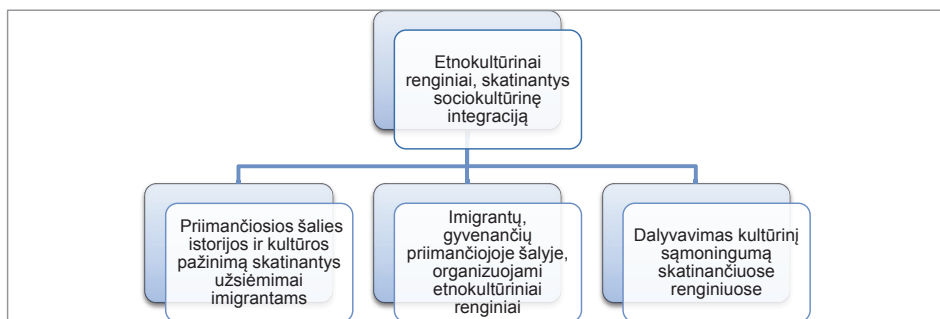 Etnokultūrinai
renginiai, skatinantys
sociokultūrinę
integraciją
Priimančiosios šalies
istorijos ir kultūros
pažinimą skatinantys
užsiėmimai
imigrantams
Imigrantų,
gyvenančių
priimančiojoje šalyje,
organizuojami
etnokultūriniai
renginiai
Dalyvavimas kultūrinį
sąmoningumą
skatinančiuose
renginiuose